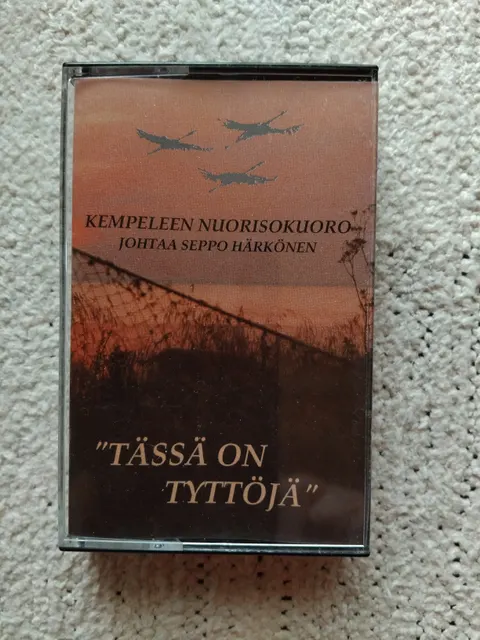 KEMPELEEN NUORISOKUORO
JOHTAA SEPPO HÄRKÖNEN
"TÄSSÄ ON
TYTTÖJÄ"